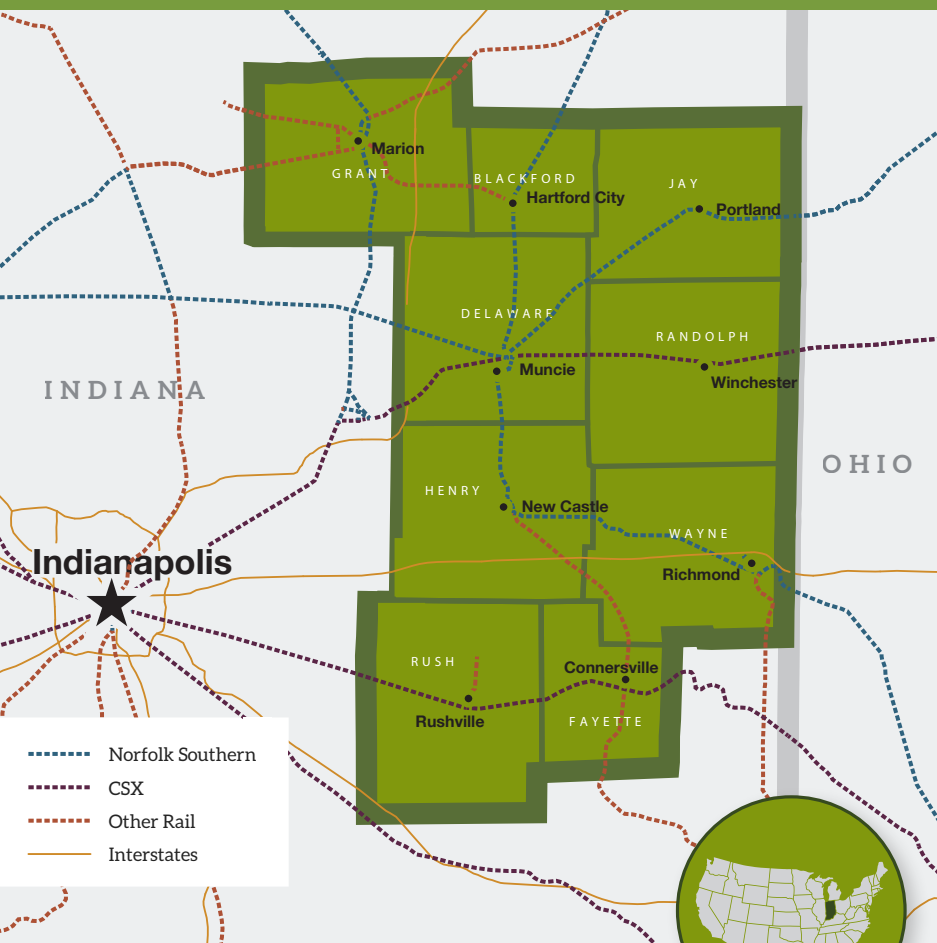 Marion
GRANT
BLACKFORD
Hartford City
JAY
Portland
DELAWARE
RANDOLPH
Muncie
Winchester
INDIANA
OHIO
HENRY
New Castle
WAYNE
Indianapolis
Richmond
RUSH
Connersville
Rushville
FAYETTE
Norfolk Southern
CSX
Other Rail
Interstates